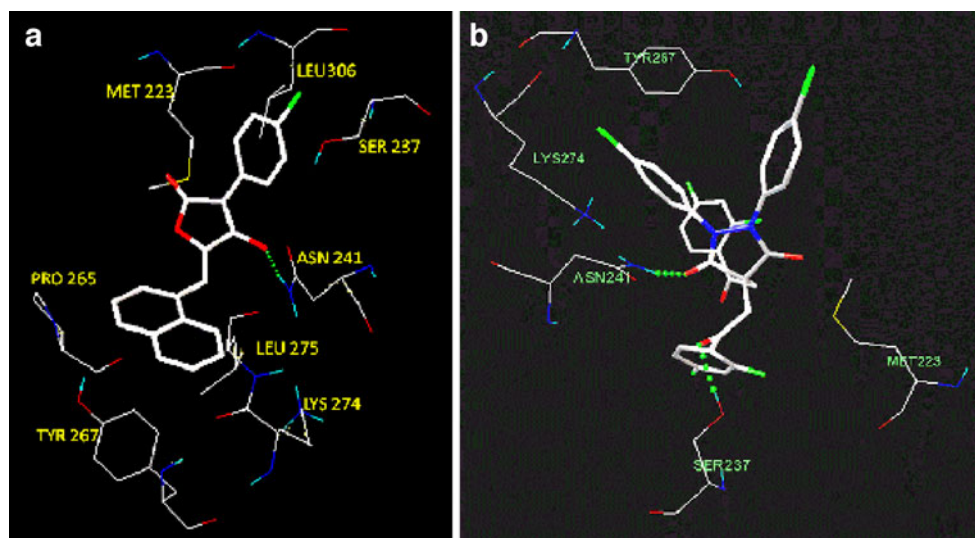 a
MET 223
LEU306
SER 237
ASN 241
PRO 265
LEU 275
LYS 274
TYR 267
b
TYR267
LYS274
ASN241
MET223
SER237